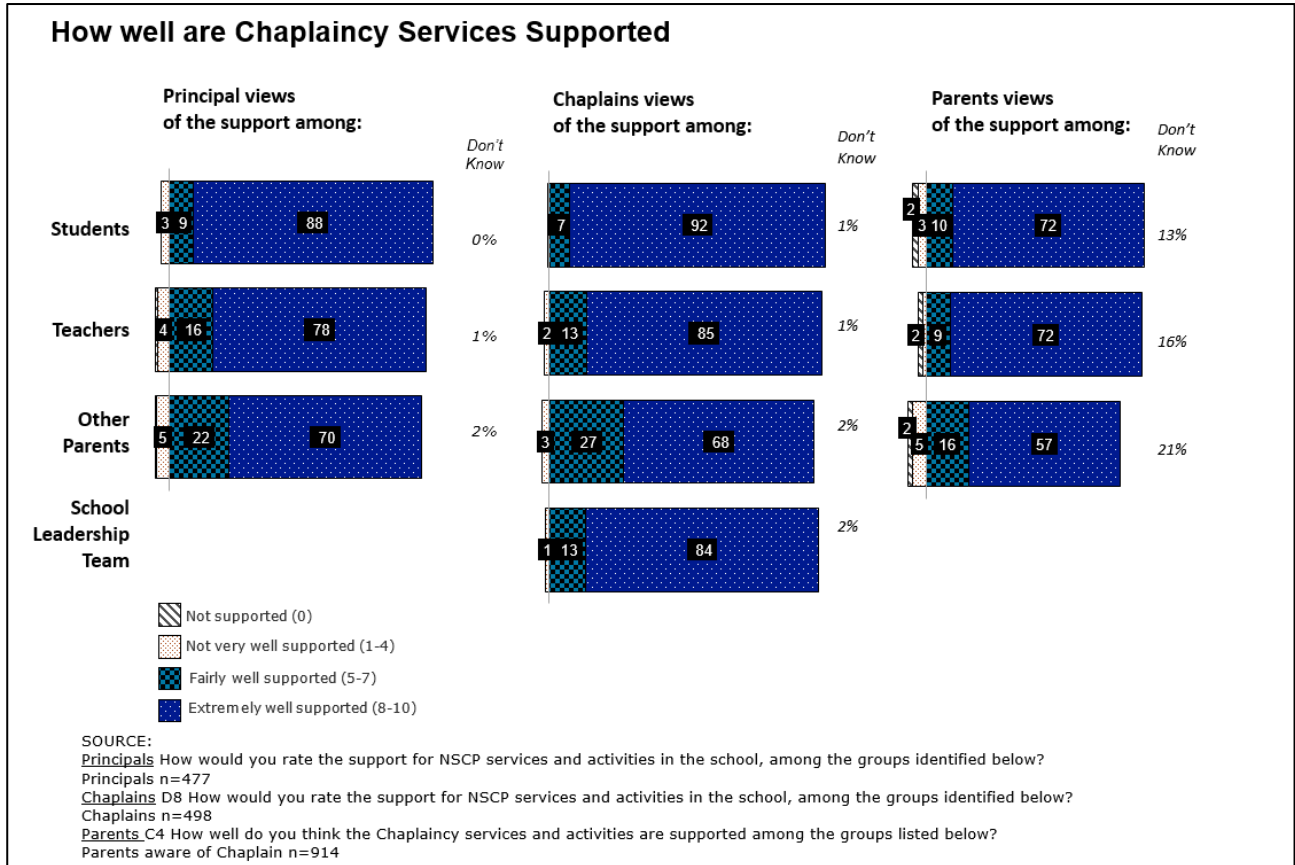 How well are Chaplaincy Services Supported
Principal views
of the support among:
Chaplains views
of the support among:
Parents views
of the support among:
Don't
Know
Don't
Know
Don't
Know
Students
3 9 88
0%
7 92
1%
2
3 10 72
13%
Teachers
4 16 78
1%
2 13 85
1%
2 9 72
16%
Other
Parents
5 22 70
2%
3 27 68
2%
2
5 16 57
21%
School
Leadership
Team
1 13 84
2%
Not supported (0)
Not very well supported (1-4)
Fairly well supported (5-7)
Extremely well supported (8-10)
SOURCE:
Principals How would you rate the support for NSCP services and activities in the school, among the groups identified below?
Principals n=477
Chaplains D8 How would you rate the support for NSCP services and activities in the school, among the groups identified below?
Chaplains n=498
Parents C4 How well do you think the Chaplaincy services and activities are supported among the groups listed below?
Parents aware of Chaplain n=914